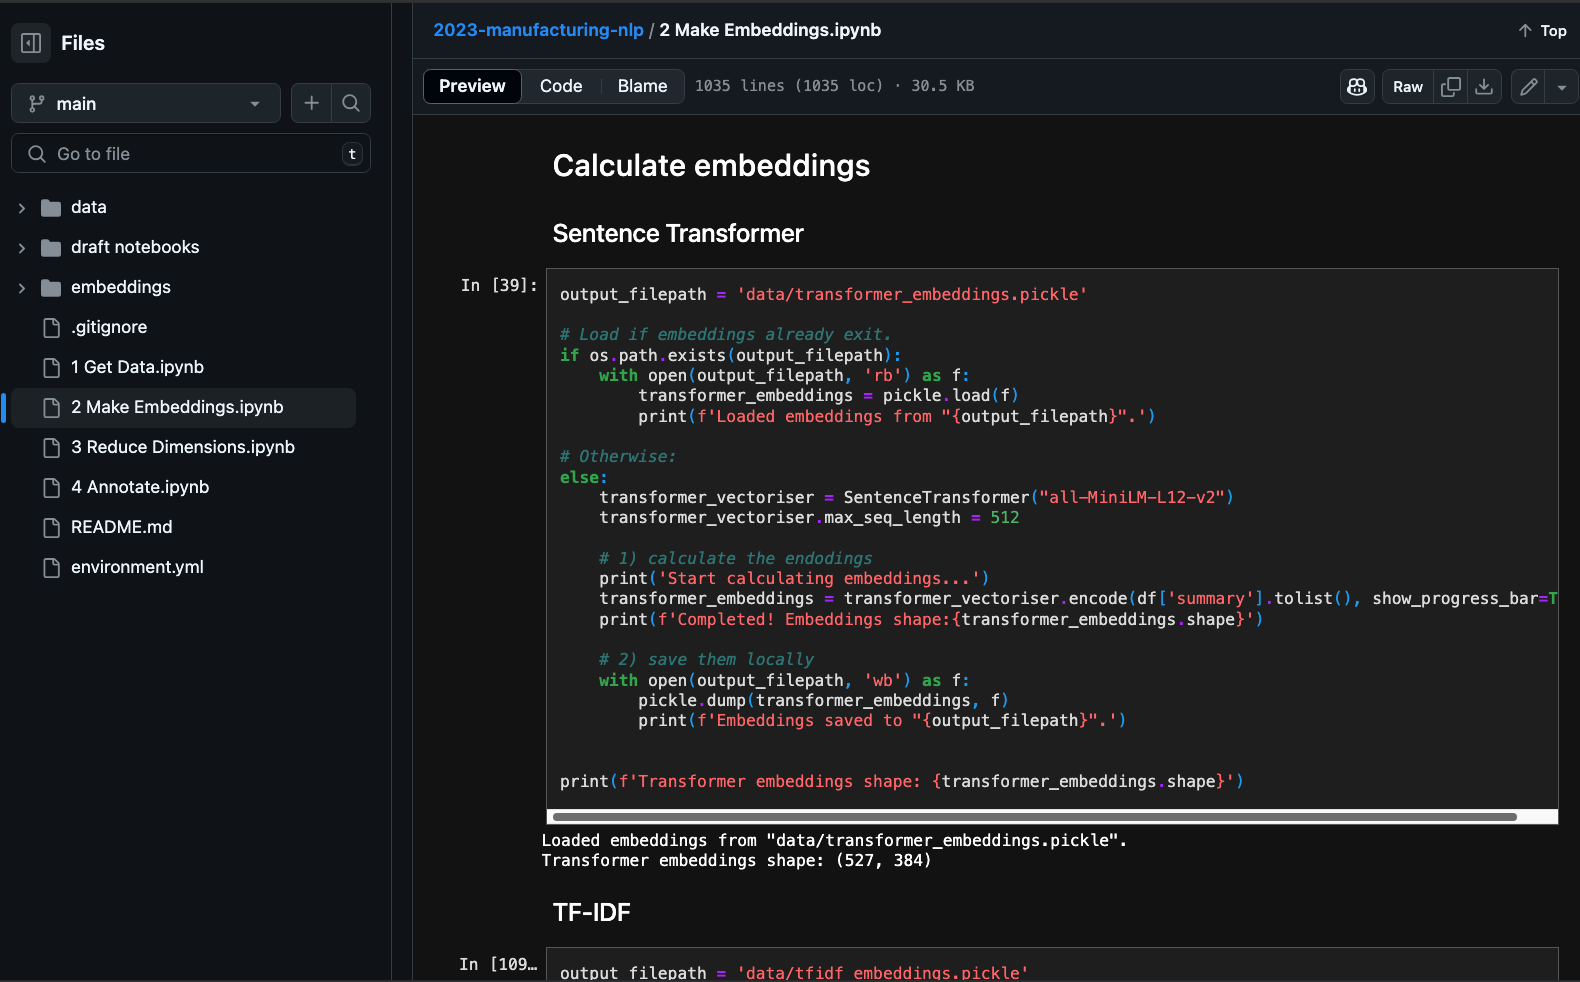 Files
main
Go to file
t
data
draft notebooks
embeddings
.gitignore
1 Get Data.ipynb
2 Make Embeddings.ipynb
3 Reduce Dimensions.ipynb
4 Annotate.ipynb
README.md
environment.yml
2023-manufacturing-nlp / 2 Make Embeddings.ipynb
Top
Preview Code Blame 1035 lines (1035 loc) · 30.5 KB
Raw
Calculate embeddings
Sentence Transformer
In [39]:
output_filepath = 'data/transformer_embeddings.pickle'
# Load if embeddings already exit.
if os.path.exists(output_filepath):
with open(output_filepath, 'rb') as f:
transformer_embeddings = pickle.load(f)
print(f'Loaded embeddings from "{output_filepath}".')
# Otherwise:
else:
transformer_vectoriser = SentenceTransformer("all-MiniLM-L12-v2")
transformer_vectoriser.max_seq_length = 512
# 1) calculate the endodings
print('Start calculating embeddings...')
transformer_embeddings = transformer_vectoriser.encode(df['summary'].tolist(), show_progress_bar=T
print(f'Completed! Embeddings shape:{transformer_embeddings.shape}')
# 2) save them locally
with open(output_filepath, 'wb') as f:
pickle.dump(transformer_embeddings, f)
print(f'Embeddings saved to "{output_filepath}".')
print(f'Transformer embeddings shape: {transformer_embeddings.shape}')
Loaded embeddings from "data/transformer_embeddings.pickle".
Transformer embeddings shape: (527, 384)
TF-IDF
In [109…
output_filepath = 'data/tfidf_embeddings.pickle'